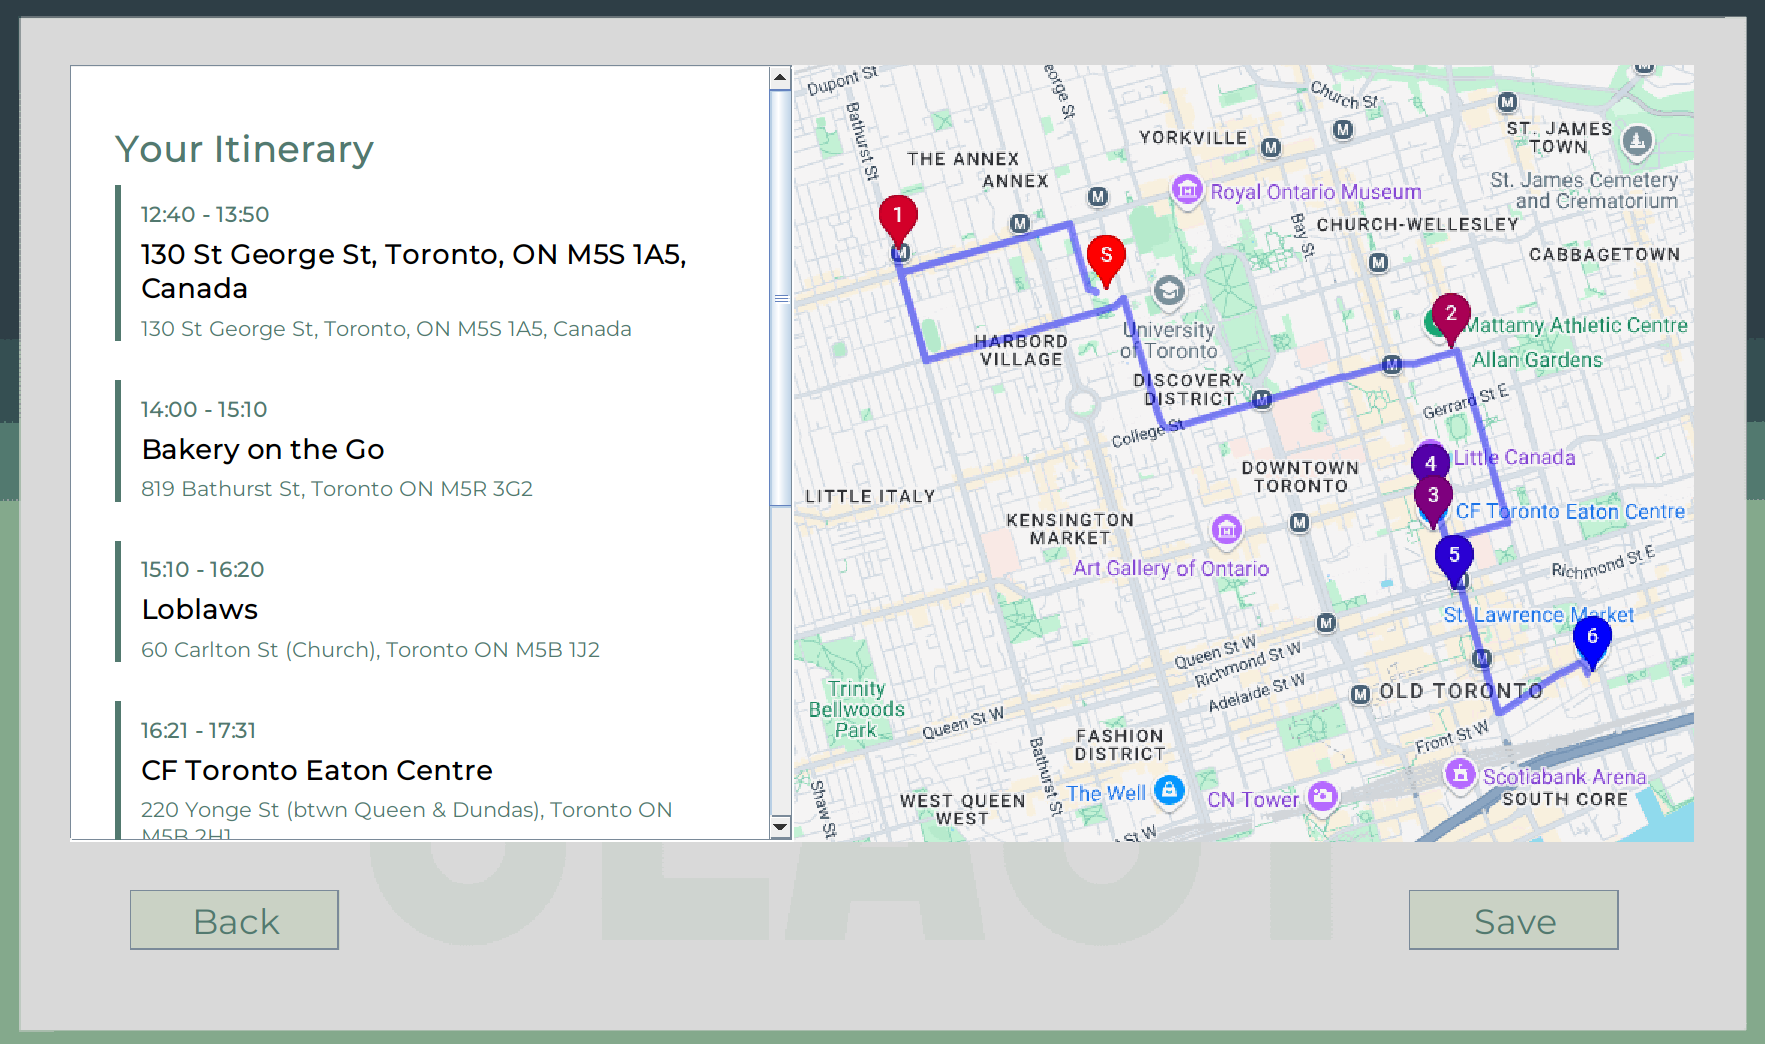 Your Itinerary
12:40 - 13:50
130 St George St, Toronto, ON M5S 1A5,
Canada
130 St George St, Toronto, ON M5S 1A5, Canada
14:00 - 15:10
Bakery on the Go
819 Bathurst St, Toronto ON M5R 3G2
15:10 - 16:20
Loblaws
60 Carlton St (Church), Toronto ON M5B 1J2
16:21 - 17:31
CF Toronto Eaton Centre
220 Yonge St (btwn Queen & Dundas), Toronto ON
M5B 2H1
Dupont St
Bathurst St
eorge St
Church St
YORKVILLE
M
M
M
ST. JAMES
TOWN
THE ANNEX
ANNEX
M
M
Royal Ontario Museum
St. James Cemetery
and Crematorium
1
M
S
Bay St
CHURCH-WELLESLEY
CABBAGETOWN
M
2
Mattamy Athletic Centre
Allan Gardens
HARBORD
VILLAGE
University
of Toronto
DISCOVERY
DISTRICT
M
M
College St
Gerrard St E
4
Little Canada
3
CF Toronto Eaton Centre
DOWNTOWN
TORONTO
LITTLE ITALY
KENSINGTON
MARKET
M
Art Gallery of Ontario
5
M
Richmond St E
St. Lawrence Market
6
M
M
Queen St W
Richmond St W
Adelaide St W
M
OLD TORONTO
Trinity
Bellwoods
Park
Queen St W
FASHION
DISTRICT
Front St W
Bathurst St
Shaw St
WEST QUEEN
WEST
The Well
CN Tower
Scotiabank Arena
SOUTH CORE
St W
Back
Save